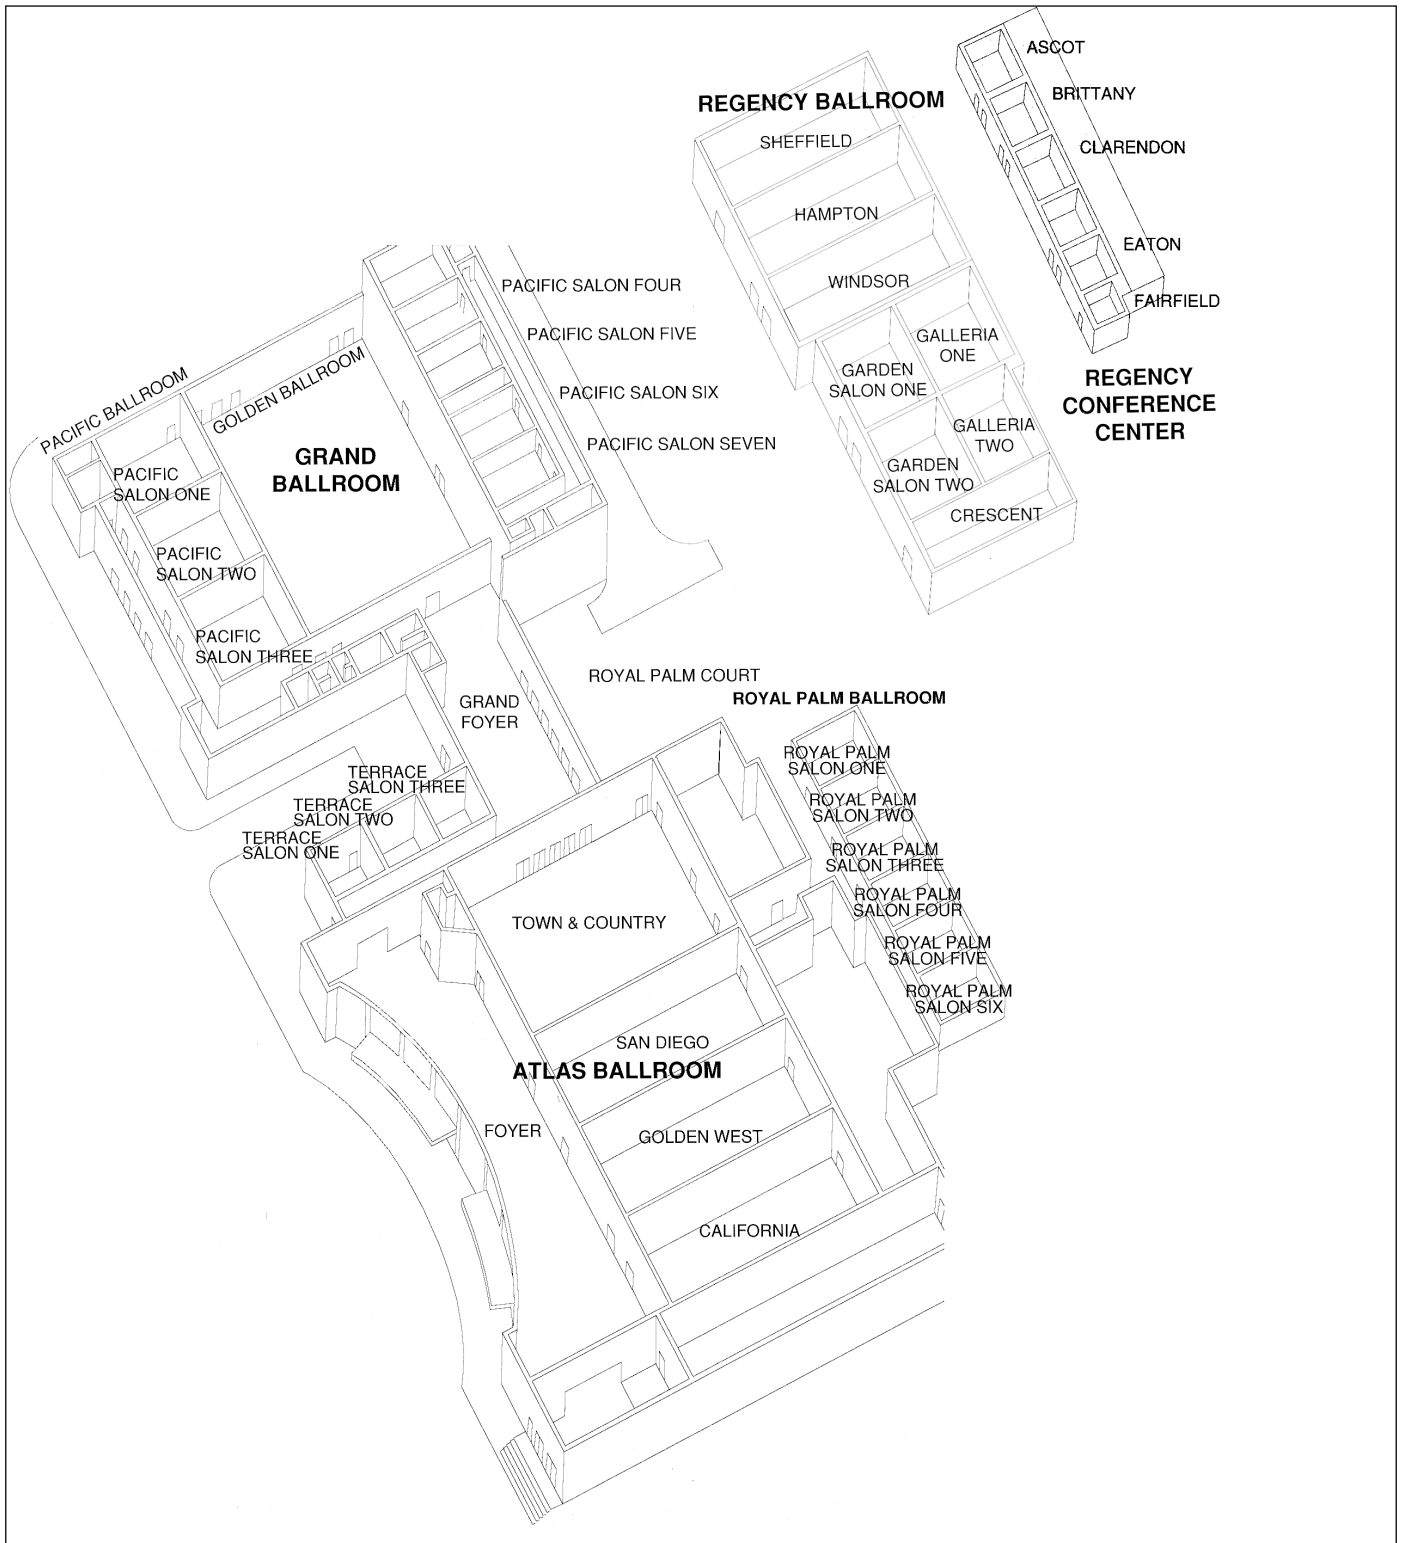 ASCOT
BRITTANY
CLARENDON
EATON
FAIRFIELD
REGENCY
CONFERENCE
CENTER
REGENCY BALLROOM
SHEFFIELD
HAMPTON
WINDSOR
GALLERIA
ONE
GARDEN
SALON ONE
GALLERIA
TWO
GARDEN
SALON TWO
CRESCENT
PACIFIC SALON FOUR
PACIFIC SALON FIVE
PACIFIC SALON SIX
PACIFIC SALON SEVEN
PACIFIC BALLROOM
GOLDEN BALLROOM
GRAND
BALLROOM
PACIFIC
SALON ONE
PACIFIC
SALON TWO
PACIFIC
SALON THREE
GRAND
FOYER
ROYAL PALM COURT
ROYAL PALM BALLROOM
ROYAL PALM
SALON ONE
ROYAL PALM
SALON TWO
ROYAL PALM
SALON THREE
ROYAL PALM
SALON FOUR
ROYAL PALM
SALON FIVE
ROYAL PALM
SALON SIX
TERRACE
SALON THREE
TERRACE
SALON TWO
TERRACE
SALON ONE
TOWN & COUNTRY
SAN DIEGO
ATLAS BALLROOM
FOYER
GOLDEN WEST
CALIFORNIA